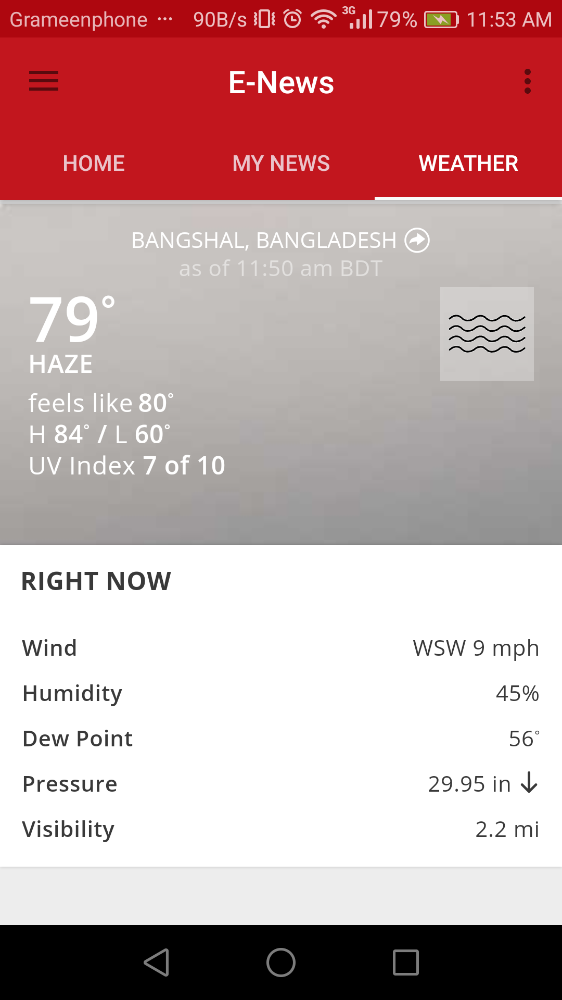 Grameenphone ... 90B/s 3G 79% 11:53 AM
E-News
HOME MY NEWS WEATHER
BANGSHAL, BANGLADESH
as of 11:50 am BDT
79°
HAZE
feels like 80°
H 84° / L 60°
UV Index 7 of 10
RIGHT NOW
Wind WSW 9 mph
Humidity 45%
Dew Point 56°
Pressure 29.95 in ↓
Visibility 2.2 mi